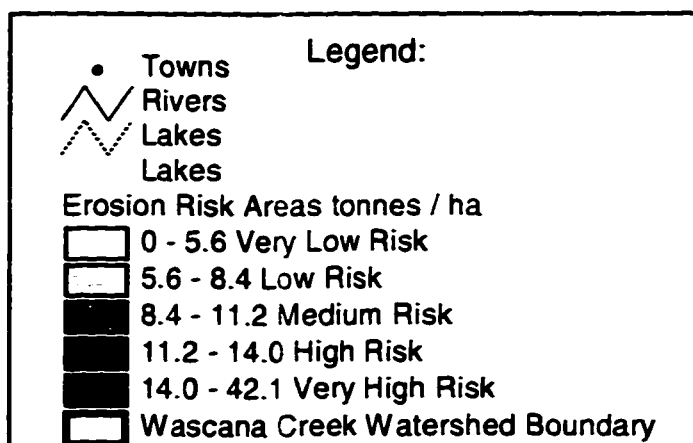 Legend:
Towns
Rivers
Lakes
Lakes
Erosion Risk Areas tonnes / ha
0 - 5.6 Very Low Risk
5.6 - 8.4 Low Risk
8.4 - 11.2 Medium Risk
11.2 - 14.0 High Risk
14.0 - 42.1 Very High Risk
Wascana Creek Watershed Boundary